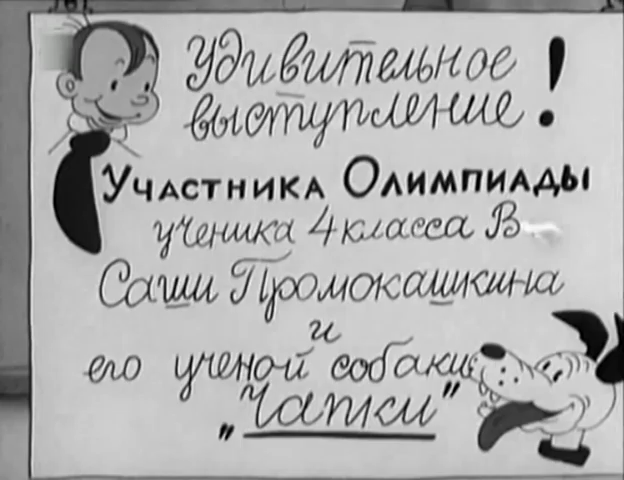 Удивительное
выступление!
Участника Олимпиады
ученика 4 класса В
Саши Промокашкина
и
его ученой собаки
„Чапки"